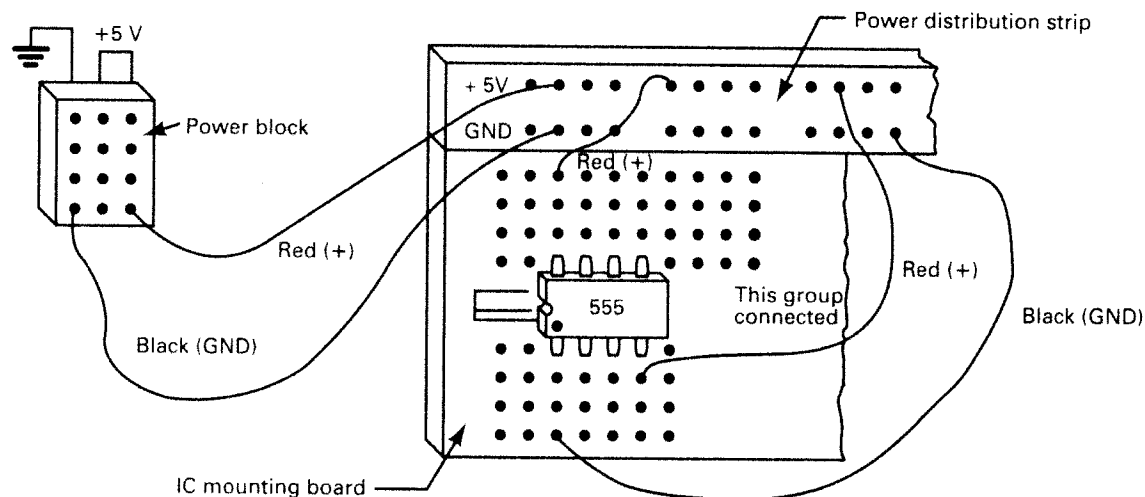 Power distribution strip
+5 V
+ 5V
Power block
GND
Red (+)
Red (+)
Red (+)
555
This group
connected
Black (GND)
Black (GND)
IC mounting board